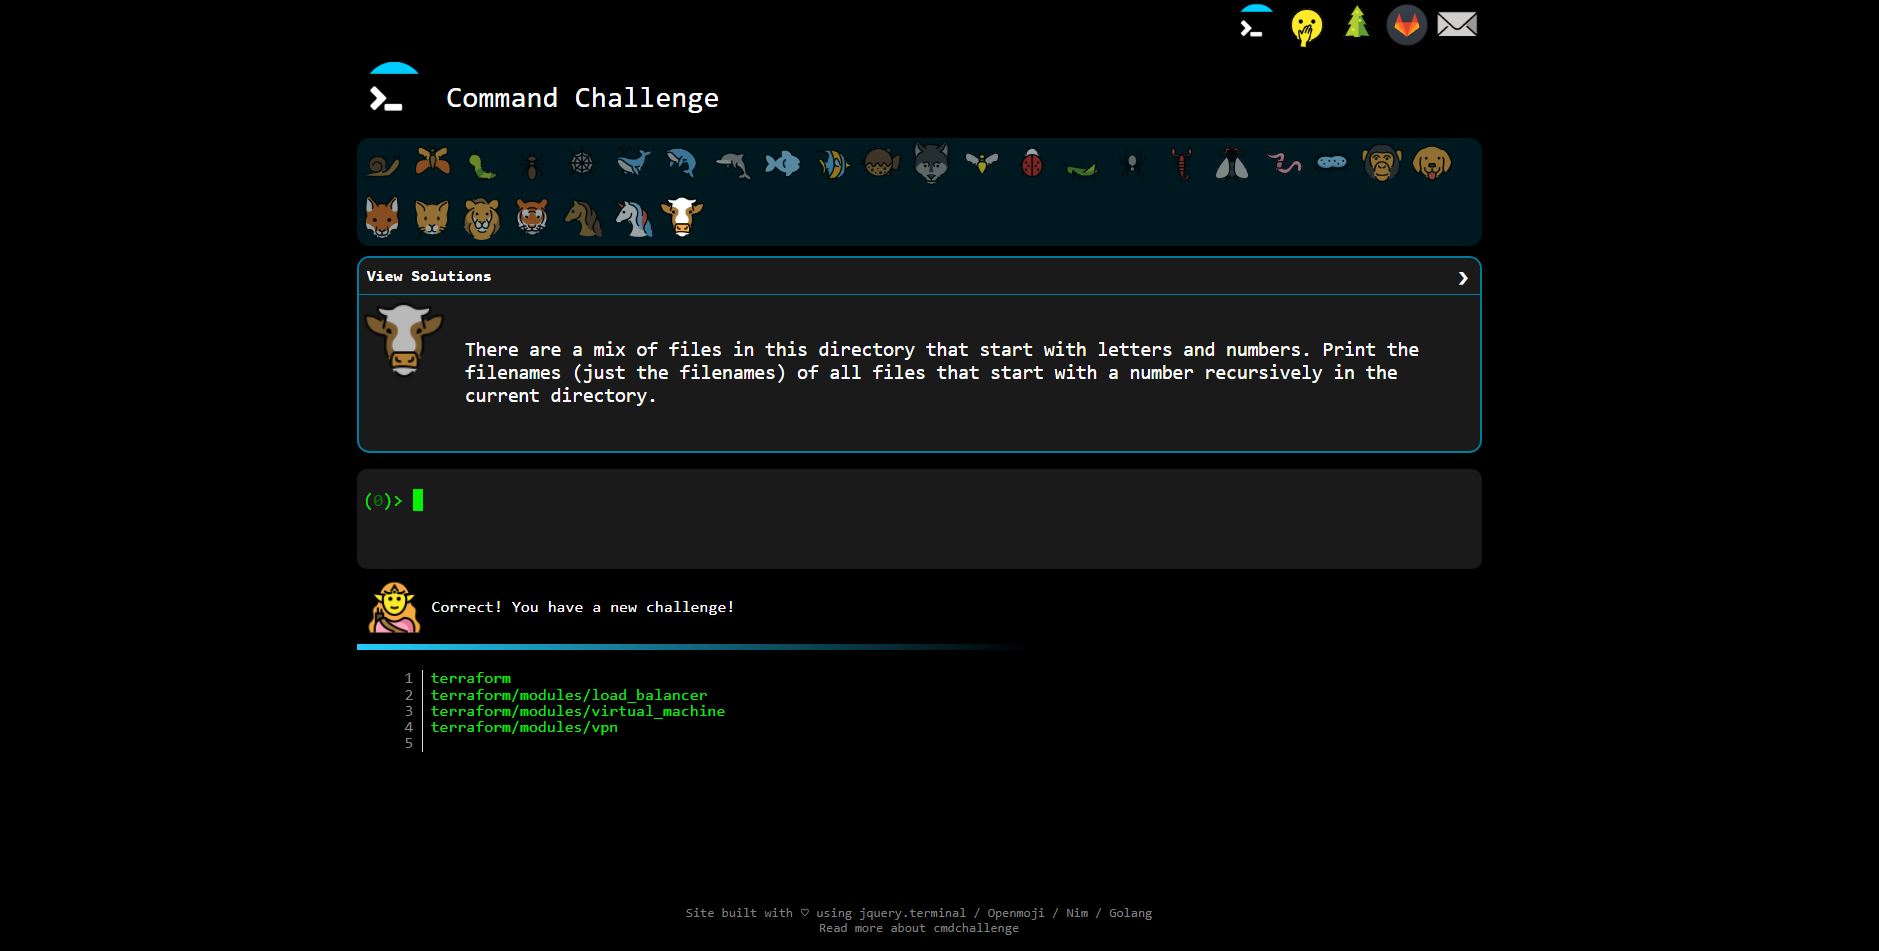 Command Challenge
View Solutions
There are a mix of files in this directory that start with letters and numbers. Print the
filenames (just the filenames) of all files that start with a number recursively in the
current directory.
(0)>
Correct! You have a new challenge!
1 terraform
2 terraform/modules/load_balancer
3 terraform/modules/virtual_machine
4 terraform/modules/vpn
5
Site built with ♡ using jquery.terminal / Openmoji / Nim / Golang
Read more about cmdchallenge